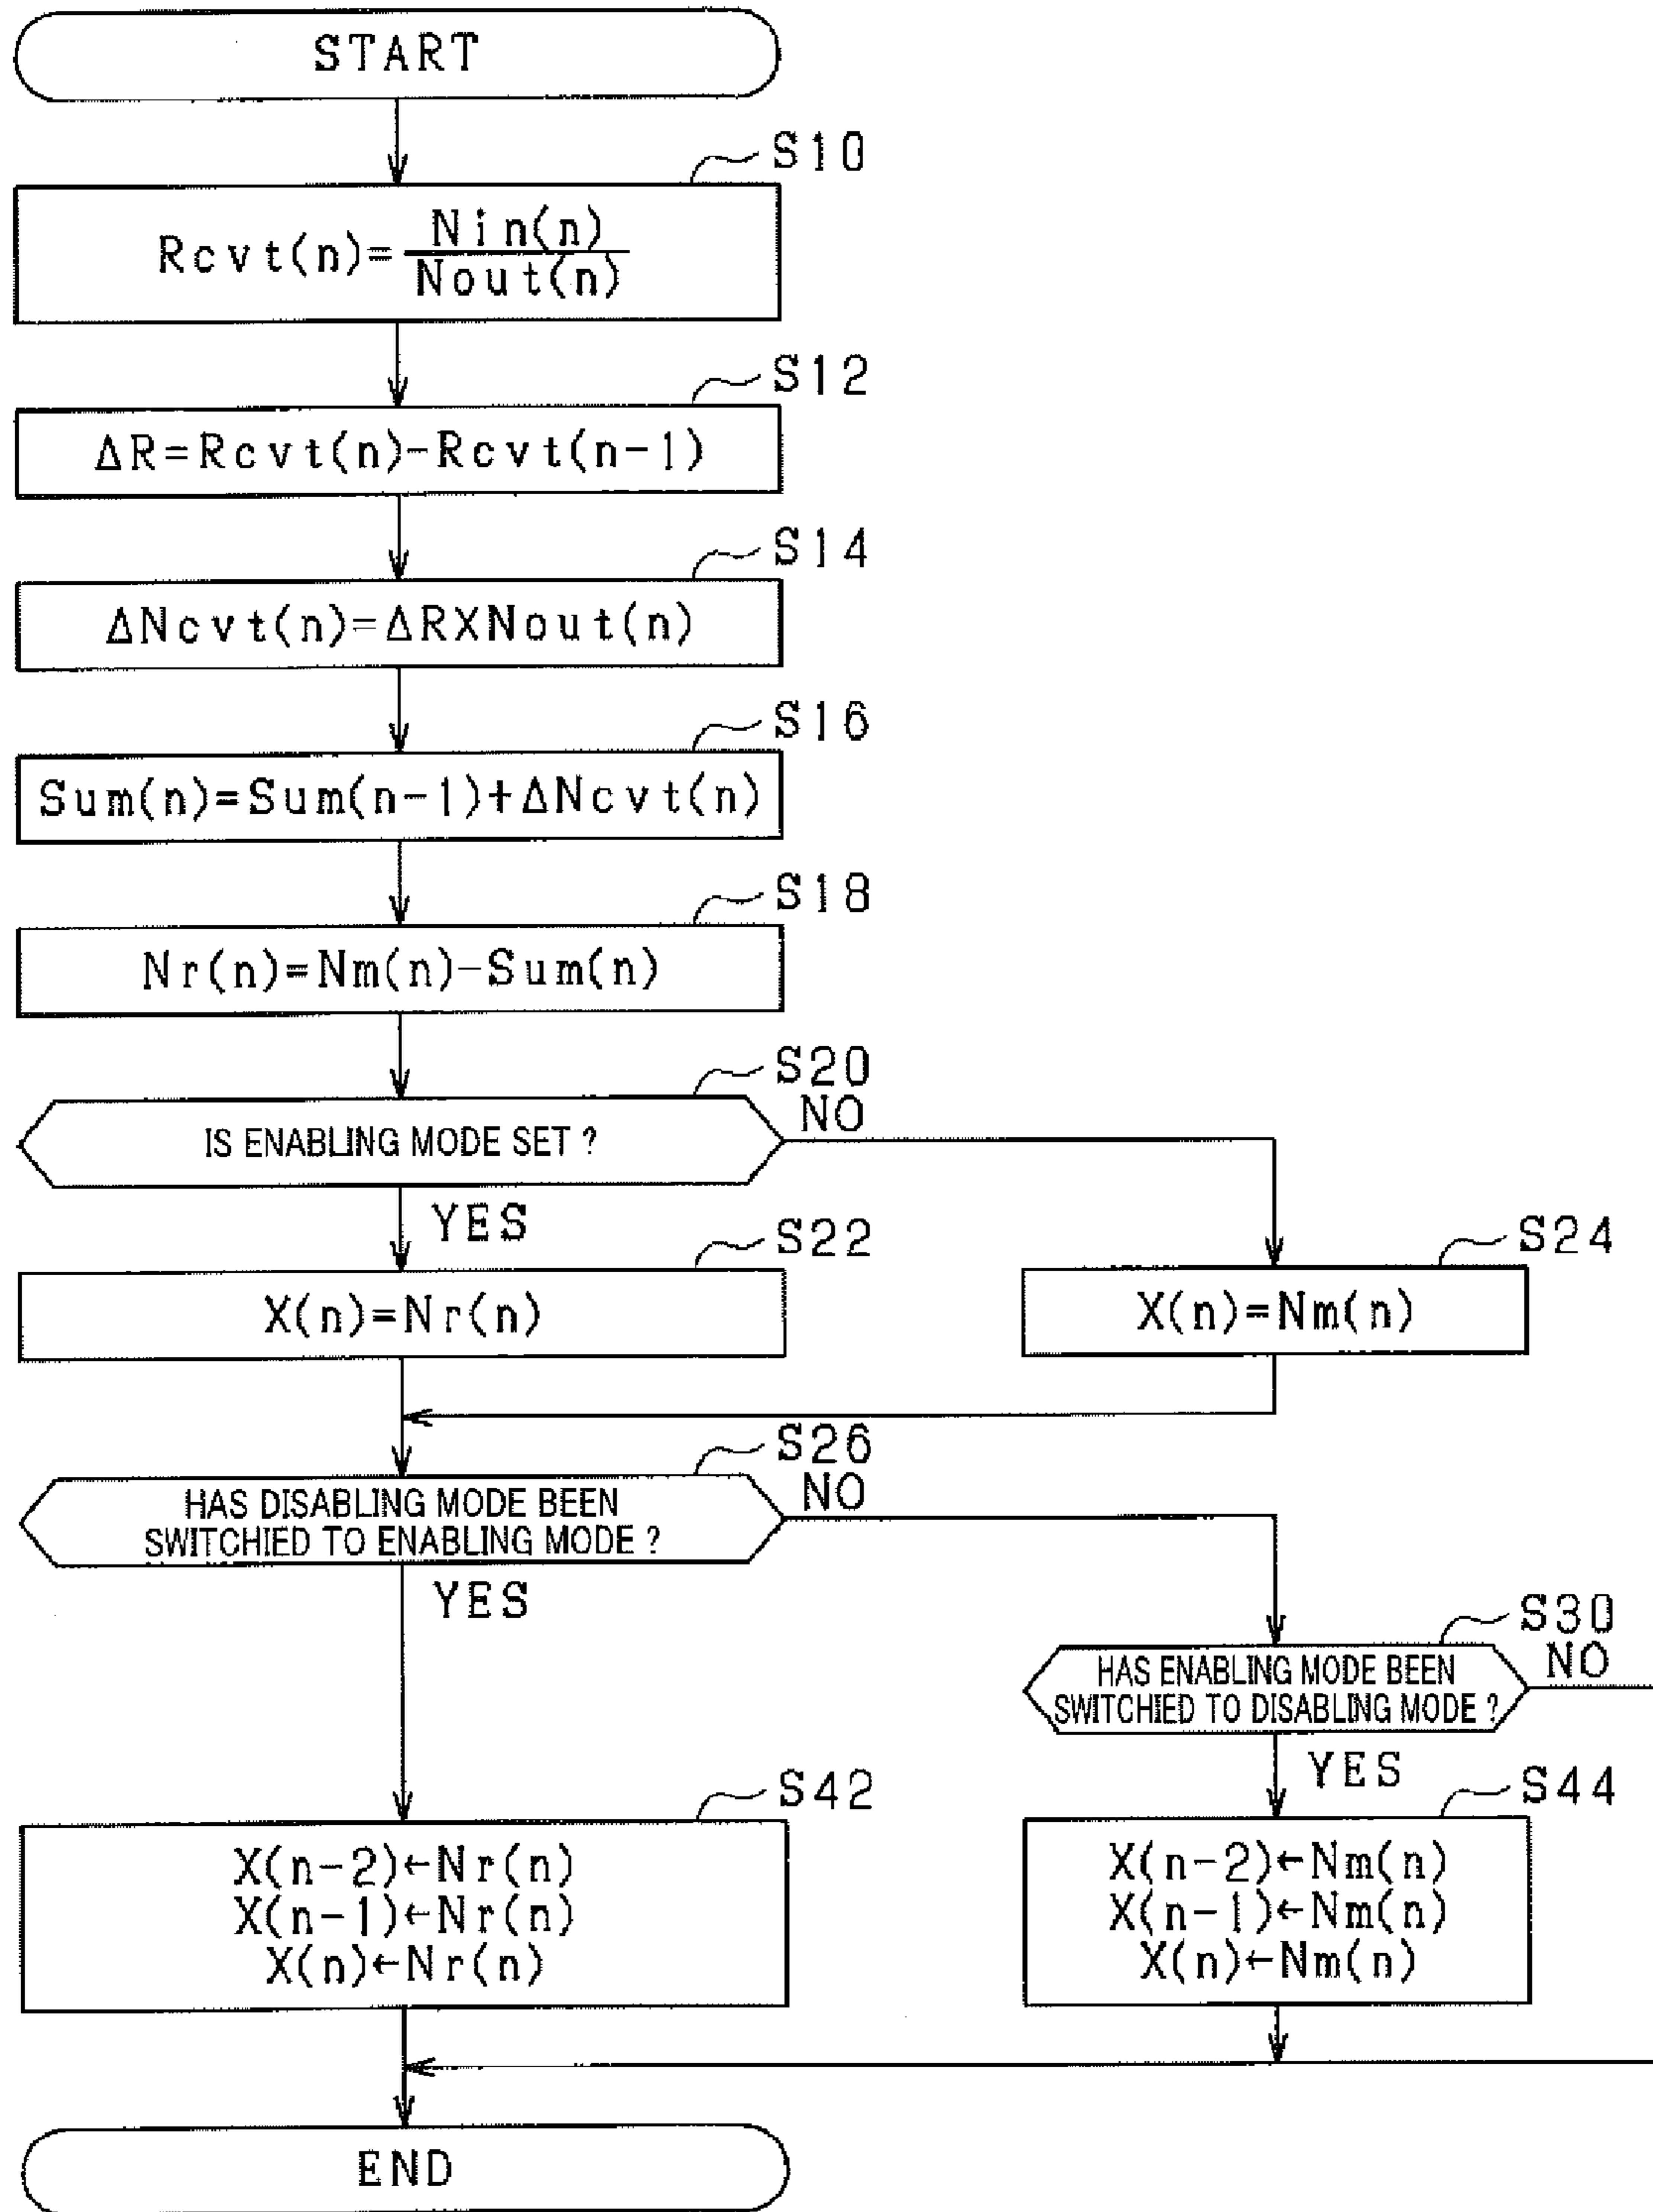 START
S10
Rcvt(n)=Nin(n)/Nout(n)
S12
ΔR=Rcvt(n)-Rcvt(n-1)
S14
ΔNcvt(n)=ΔRXNout(n)
S16
Sum(n)=Sum(n-1)+ΔNcvt(n)
S18
Nr(n)=Nm(n)-Sum(n)
S20
IS ENABLING MODE SET ?
NO
YES
S22
X(n)=Nr(n)
S24
X(n)=Nm(n)
S26
HAS DISABLING MODE BEEN
SWITCHIED TO ENABLING MODE ?
NO
YES
S30
HAS ENABLING MODE BEEN
SWITCHIED TO DISABLING MODE ?
NO
YES
S42
X(n-2)←Nr(n)
X(n-1)←Nr(n)
X(n)←Nr(n)
S44
X(n-2)←Nm(n)
X(n-1)←Nm(n)
X(n)←Nm(n)
END